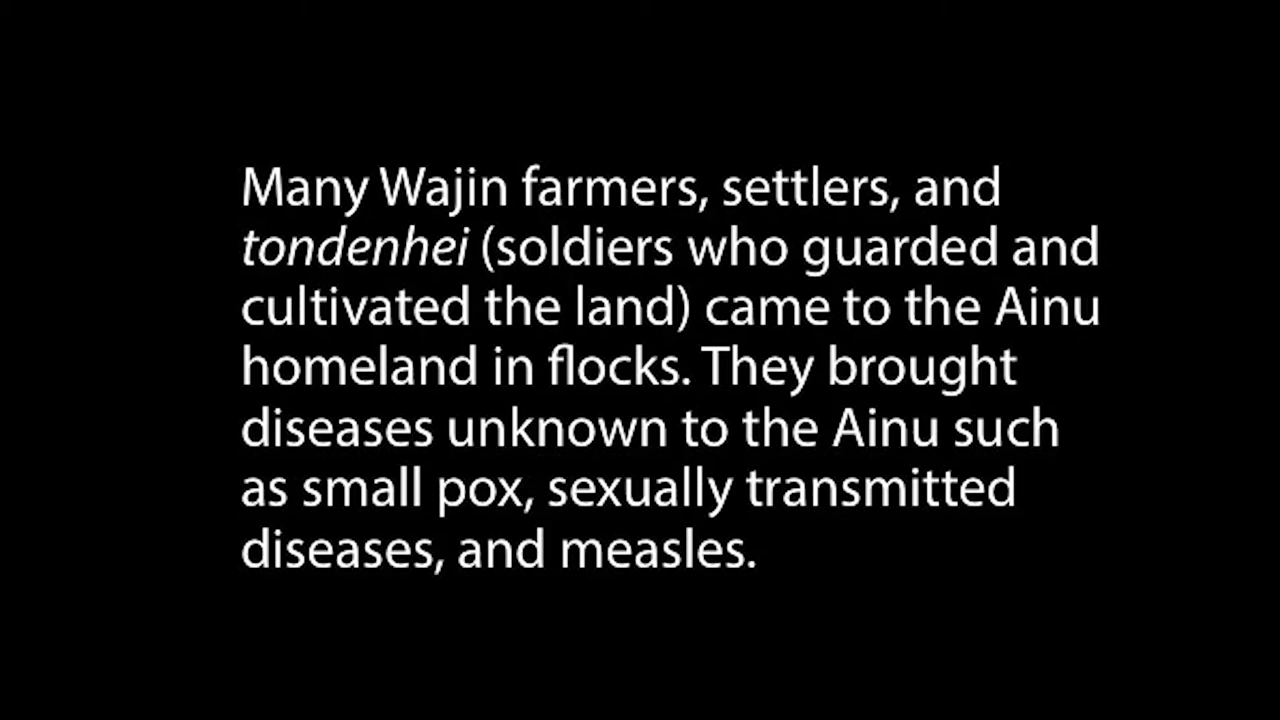 Many Wajin farmers, settlers, and
tondenhei (soldiers who guarded and
cultivated the land) came to the Ainu
homeland in flocks. They brought
diseases unknown to the Ainu such
as small pox, sexually transmitted
diseases, and measles.